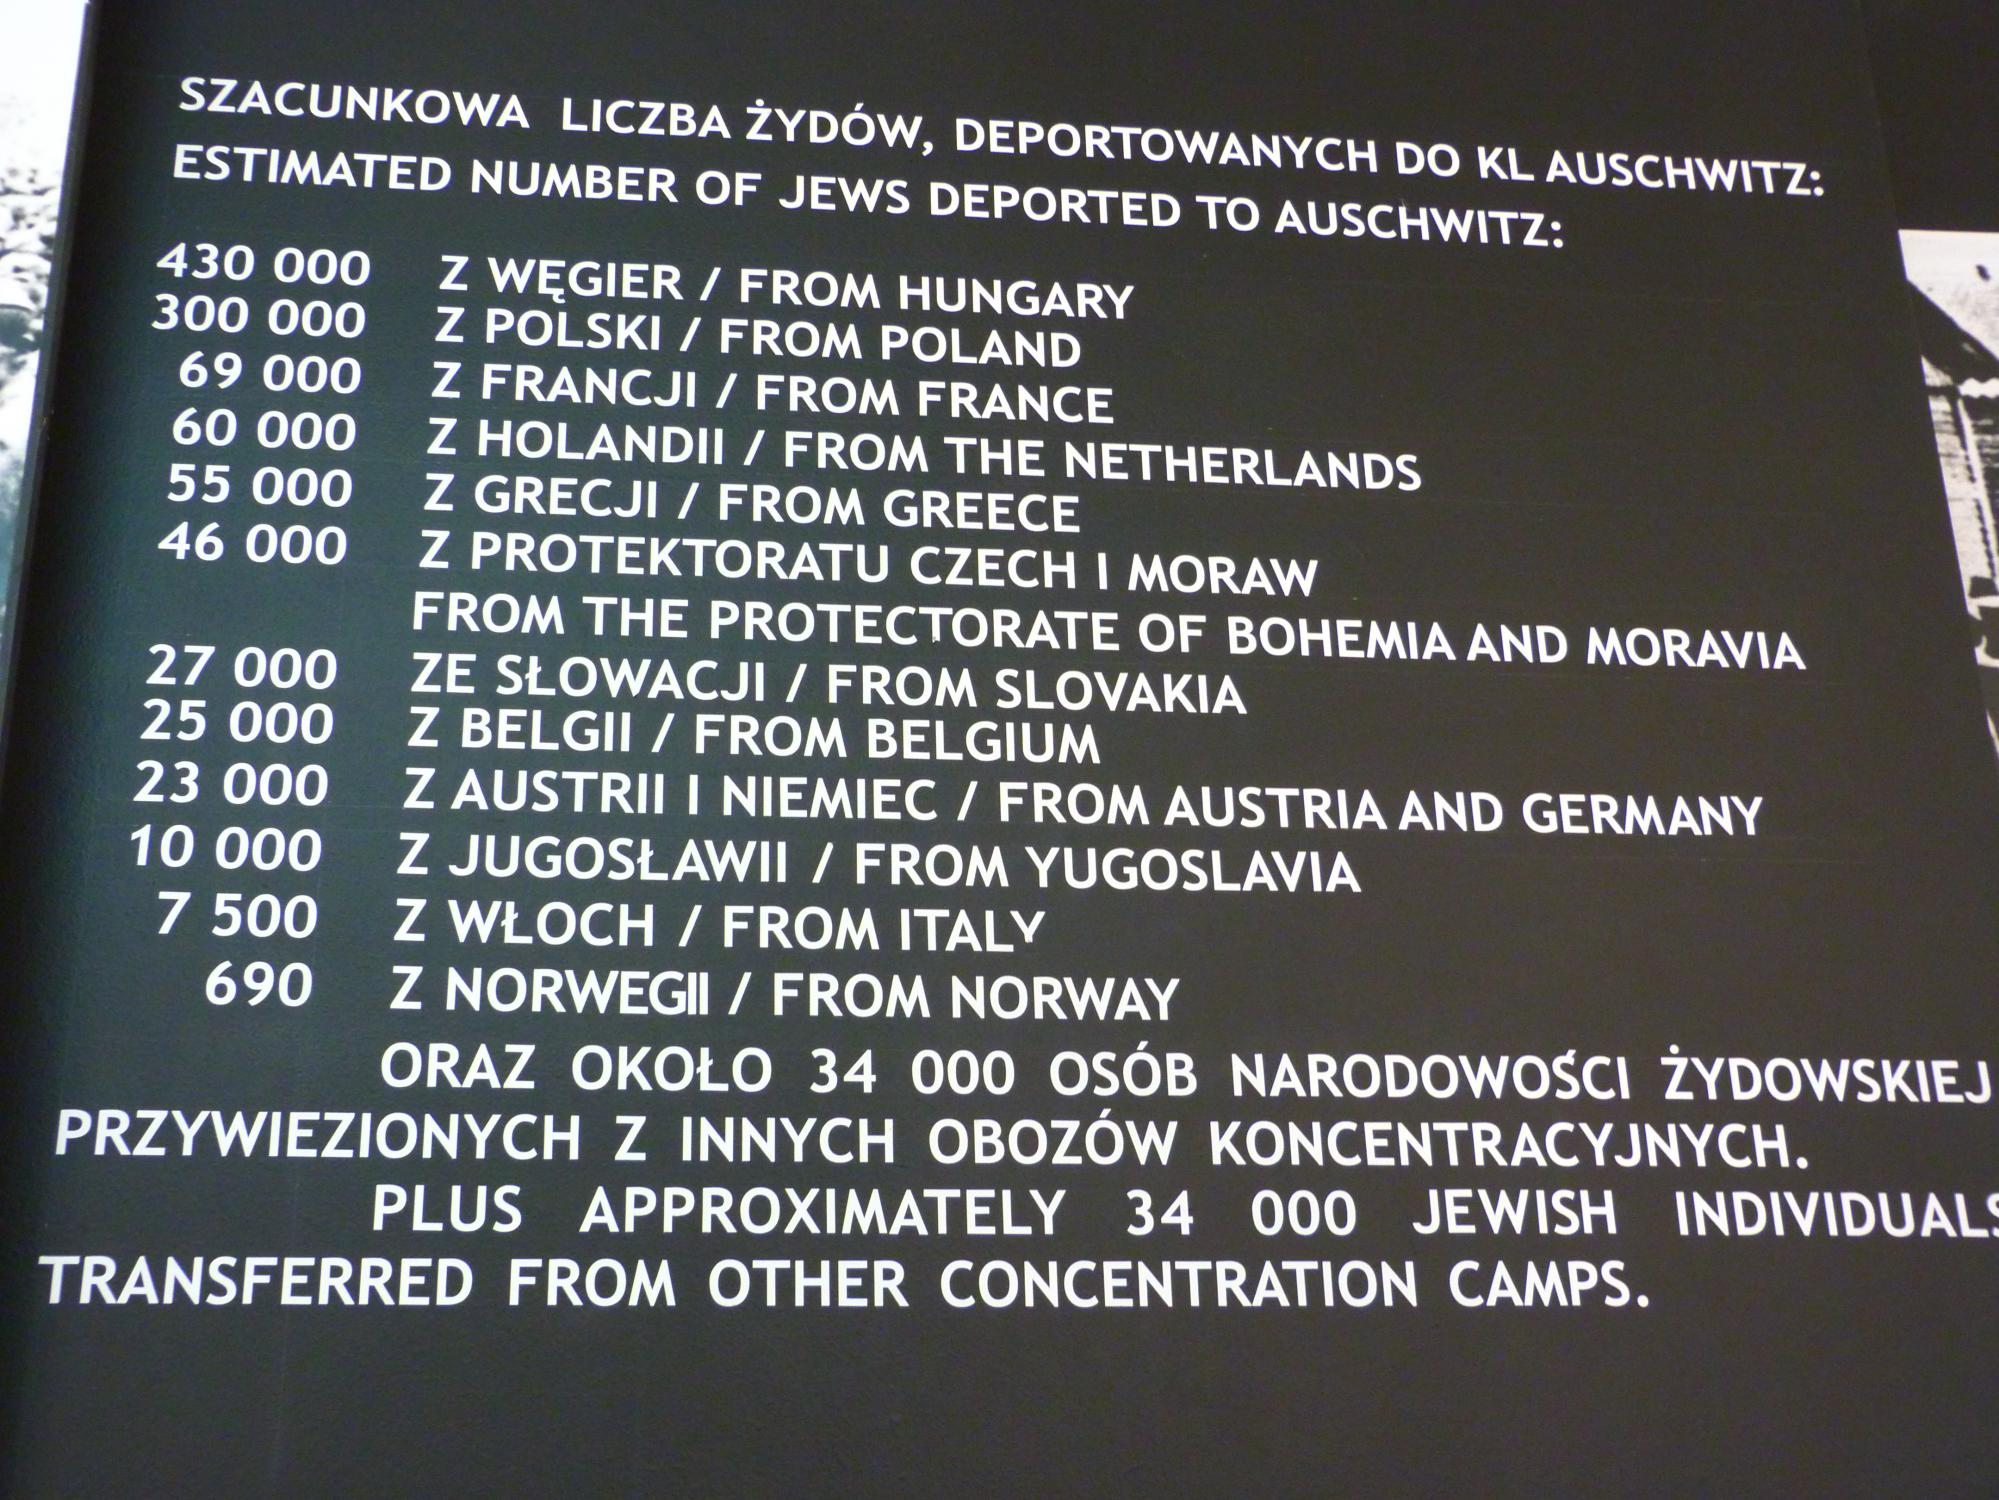 SZACUNKOWA LICZBA ŻYDÓW, DEPORTOWANYCH DO KL AUSCHWITZ:
ESTIMATED NUMBER OF JEWS DEPORTED TO AUSCHWITZ:
430 000 Z WĘGIER / FROM HUNGARY
300 000 Z POLSKI / FROM POLAND
69 000 Z FRANCJI / FROM FRANCE
60 000 Z HOLANDII / FROM THE NETHERLANDS
55 000 Z GRECJI / FROM GREECE
46 000 Z PROTEKTORATU CZECH I MORAW
FROM THE PROTECTORATE OF BOHEMIA AND MORAVIA
27 000 ZE SŁOWACJI / FROM SLOVAKIA
25 000 Z BELGII / FROM BELGIUM
23 000 Z AUSTRII I NIEMIEC / FROM AUSTRIA AND GERMANY
10 000 Z JUGOSŁAWII / FROM YUGOSLAVIA
7 500 Z WŁOCH / FROM ITALY
690 Z NORWEGII / FROM NORWAY
ORAZ OKOŁO 34 000 OSÓB NARODOWOŚCI ŻYDOWSKIEJ
PRZYWIEZIONYCH Z INNYCH OBOZÓW KONCENTRACYJNYCH.
PLUS APPROXIMATELY 34 000 JEWISH INDIVIDUALS
TRANSFERRED FROM OTHER CONCENTRATION CAMPS.